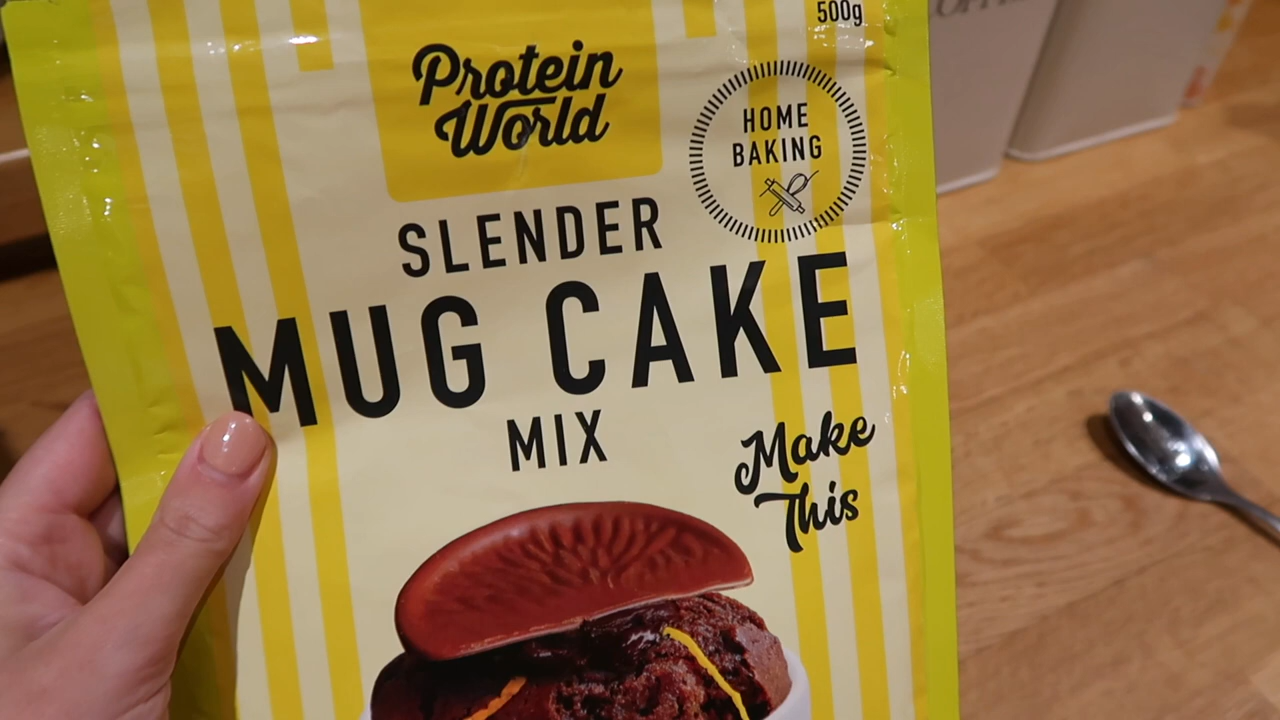 500g
Protein
World
HOME
BAKING
SLENDER
MUG CAKE
MIX
Make
This